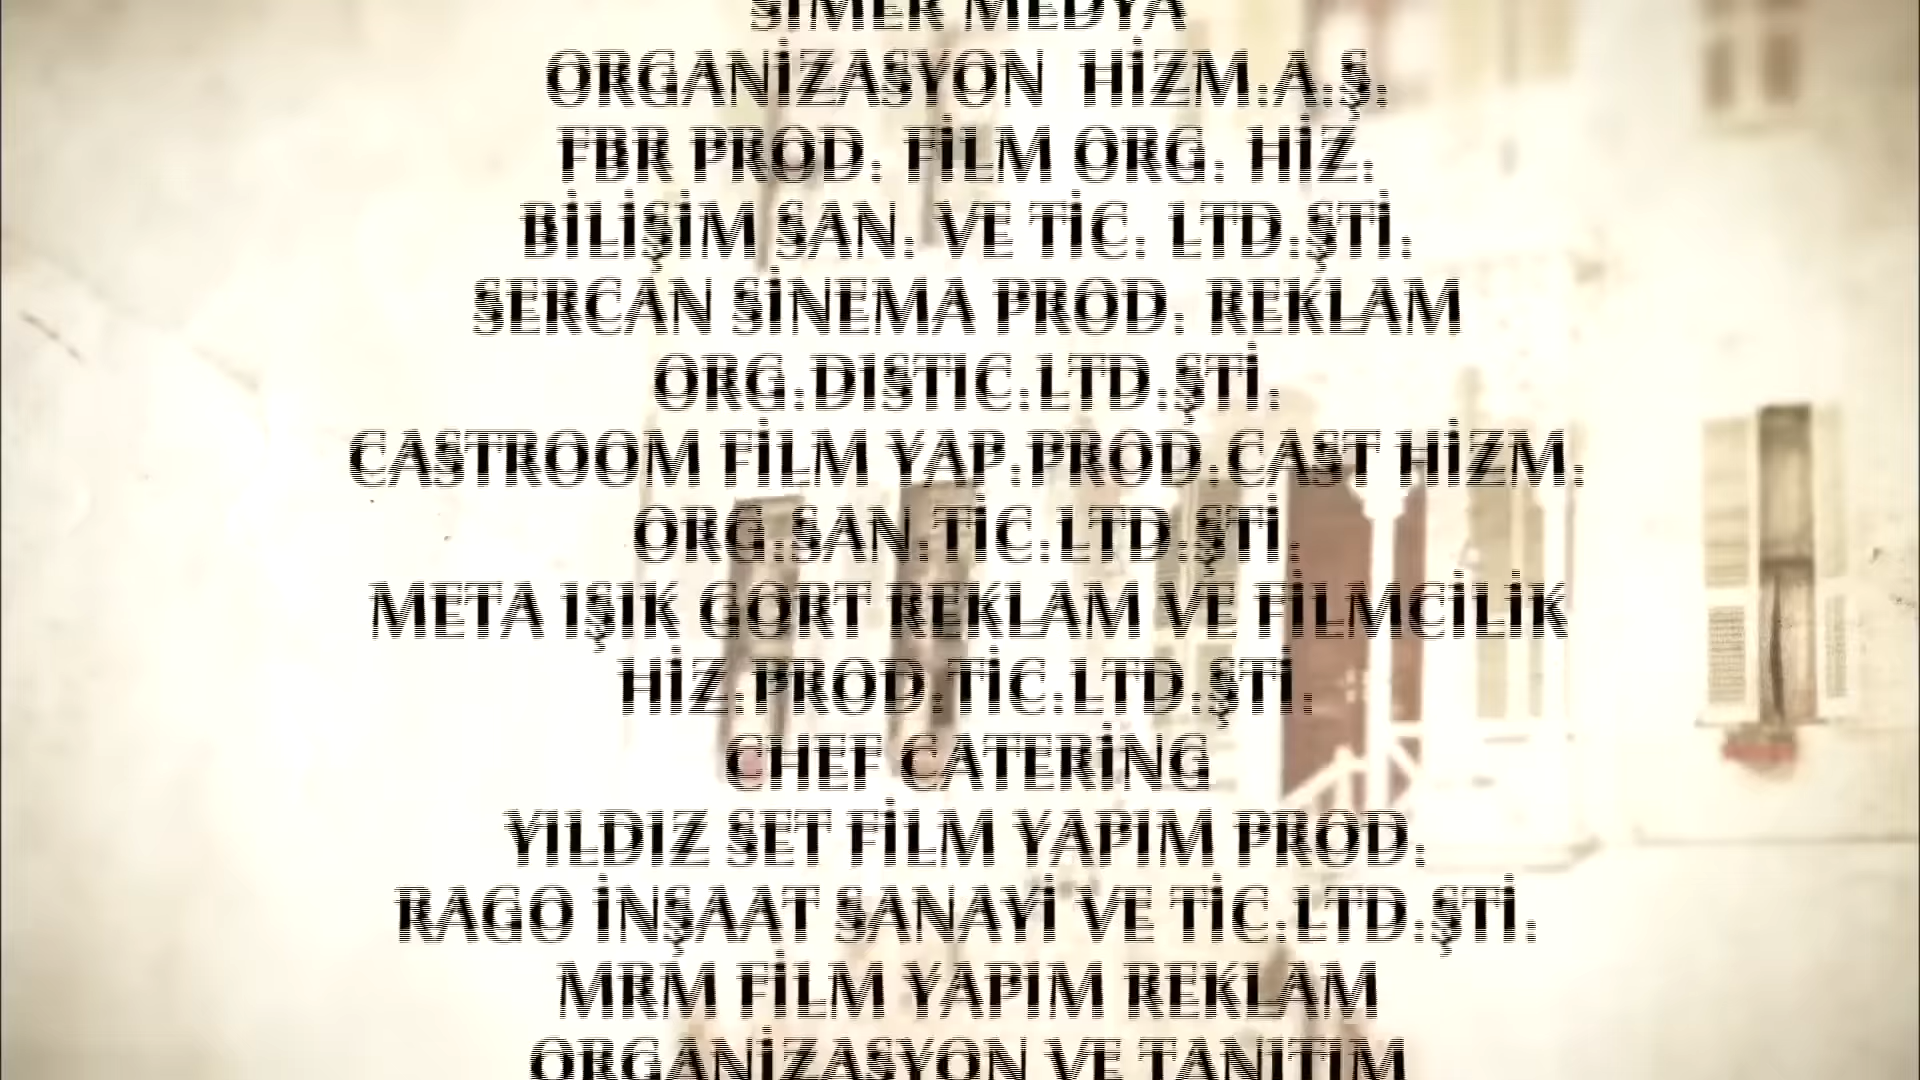 SİMER MEDYA
ORGANİZASYON HİZM.A.Ş.
FBR PROD. FİLM ORG. HİZ.
BİLİŞİM SAN. VE TİC. LTD.ŞTİ.
SERCAN SİNEMA PROD. REKLAM
ORG.DISTIC.LTD.ŞTİ.
CASTROOM FİLM YAP.PROD.CAST HİZM.
ORG.SAN.TİC.LTD.ŞTİ.
META IŞIK GORT REKLAM VE FİLMCİLİK
HİZ.PROD.TİC.LTD.ŞTİ.
CHEF CATERİNG
YILDIZ SET FİLM YAPIM PROD.
RAGO İNŞAAT SANAYİ VE TİC.LTD.ŞTİ.
MRM FİLM YAPIM REKLAM
ORGANİZASYON VE TANITIM